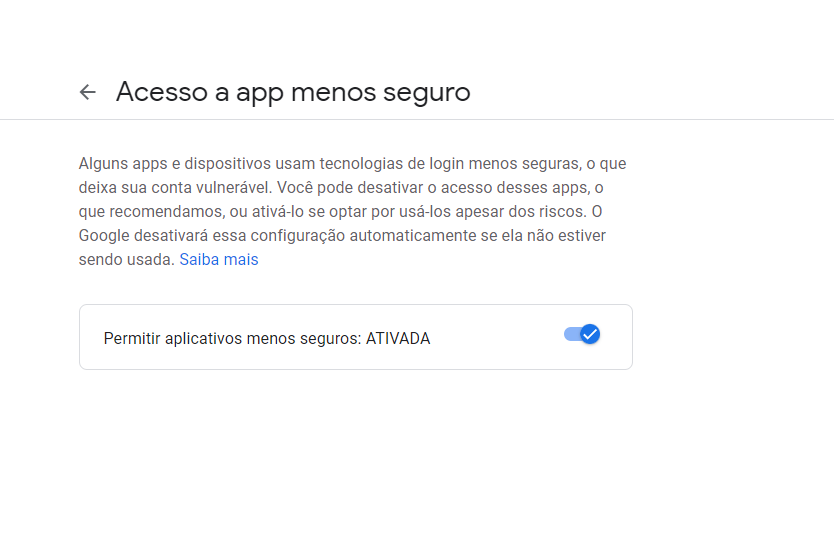 Acesso a app menos seguro
Alguns apps e dispositivos usam tecnologias de login menos seguras, o que
deixa sua conta vulnerável. Você pode desativar o acesso desses apps, o
que recomendamos, ou ativá-lo se optar por usá-los apesar dos riscos. O
Google desativará essa configuração automaticamente se ela não estiver
sendo usada. Saiba mais
Permitir aplicativos menos seguros: ATIVADA